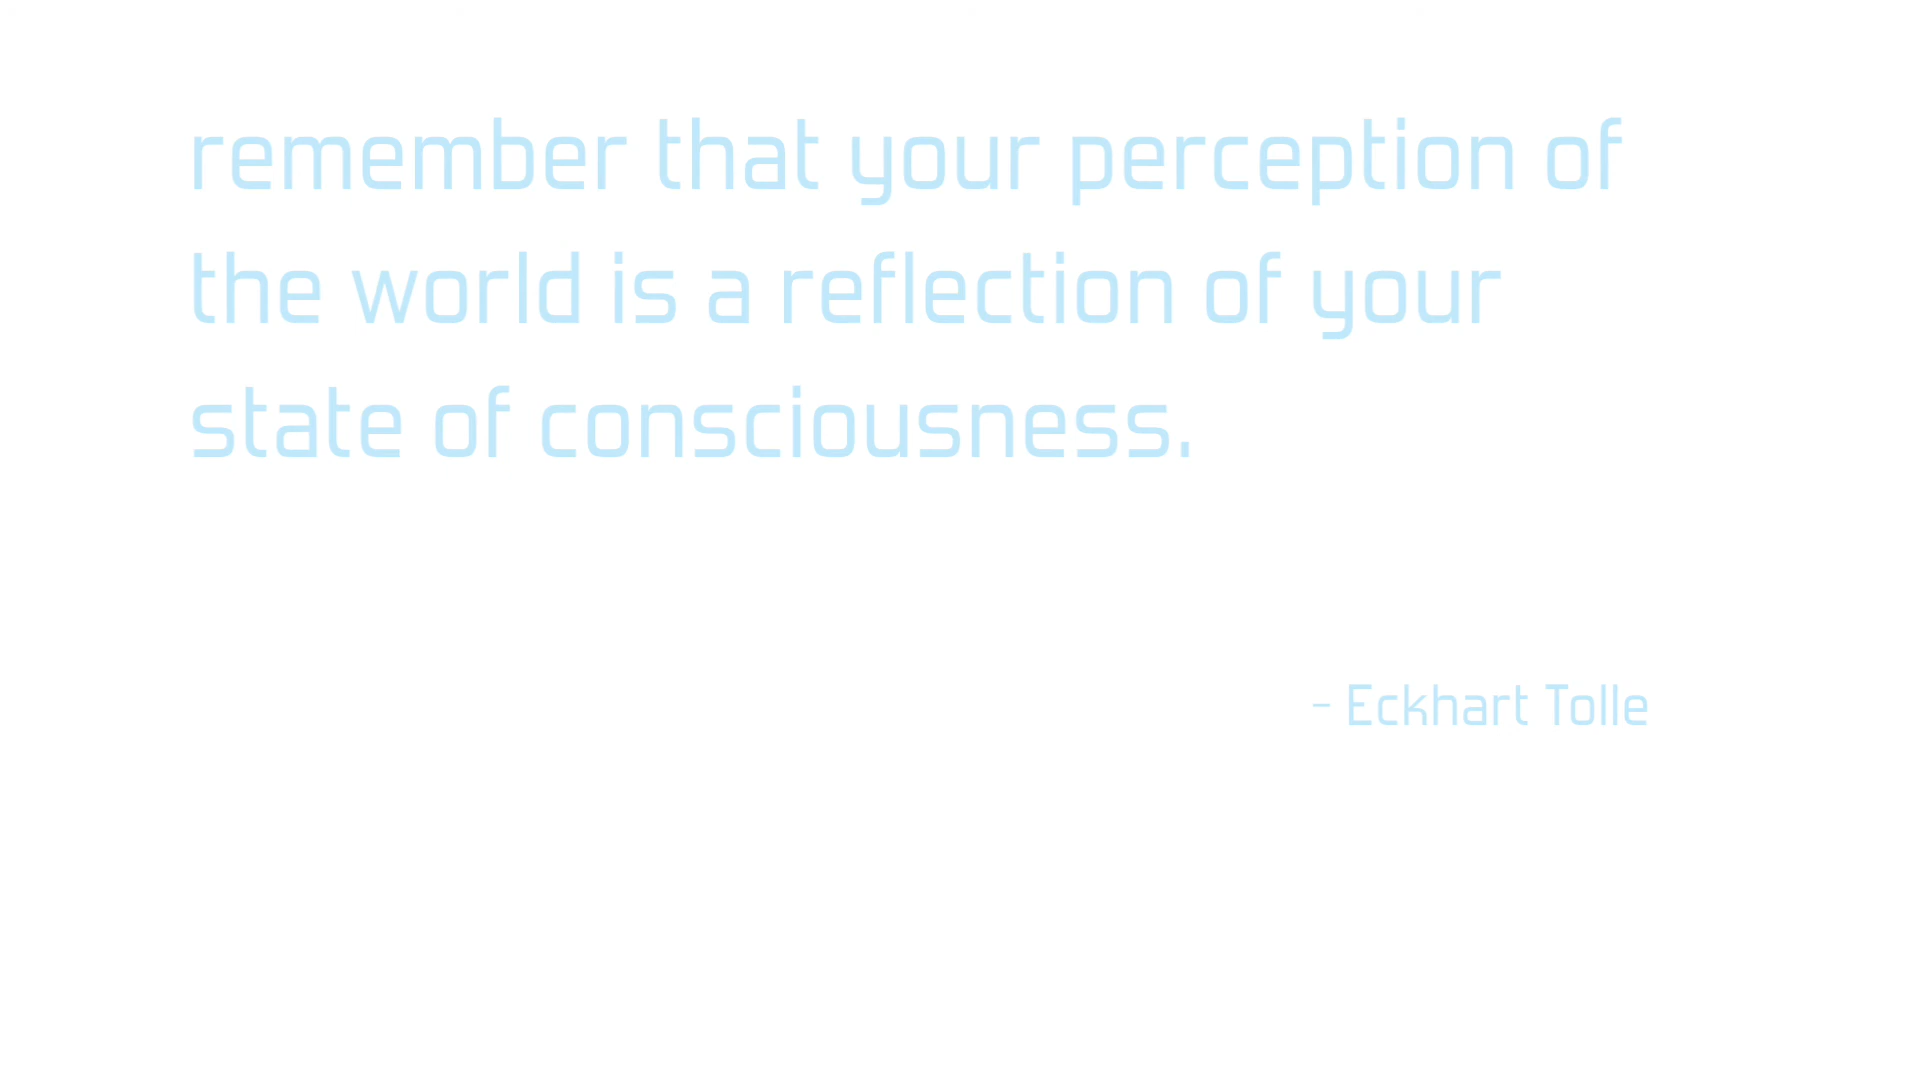 remember that your perception of
the world is a reflection of your
state of consciousness.
- Eckhart Tolle